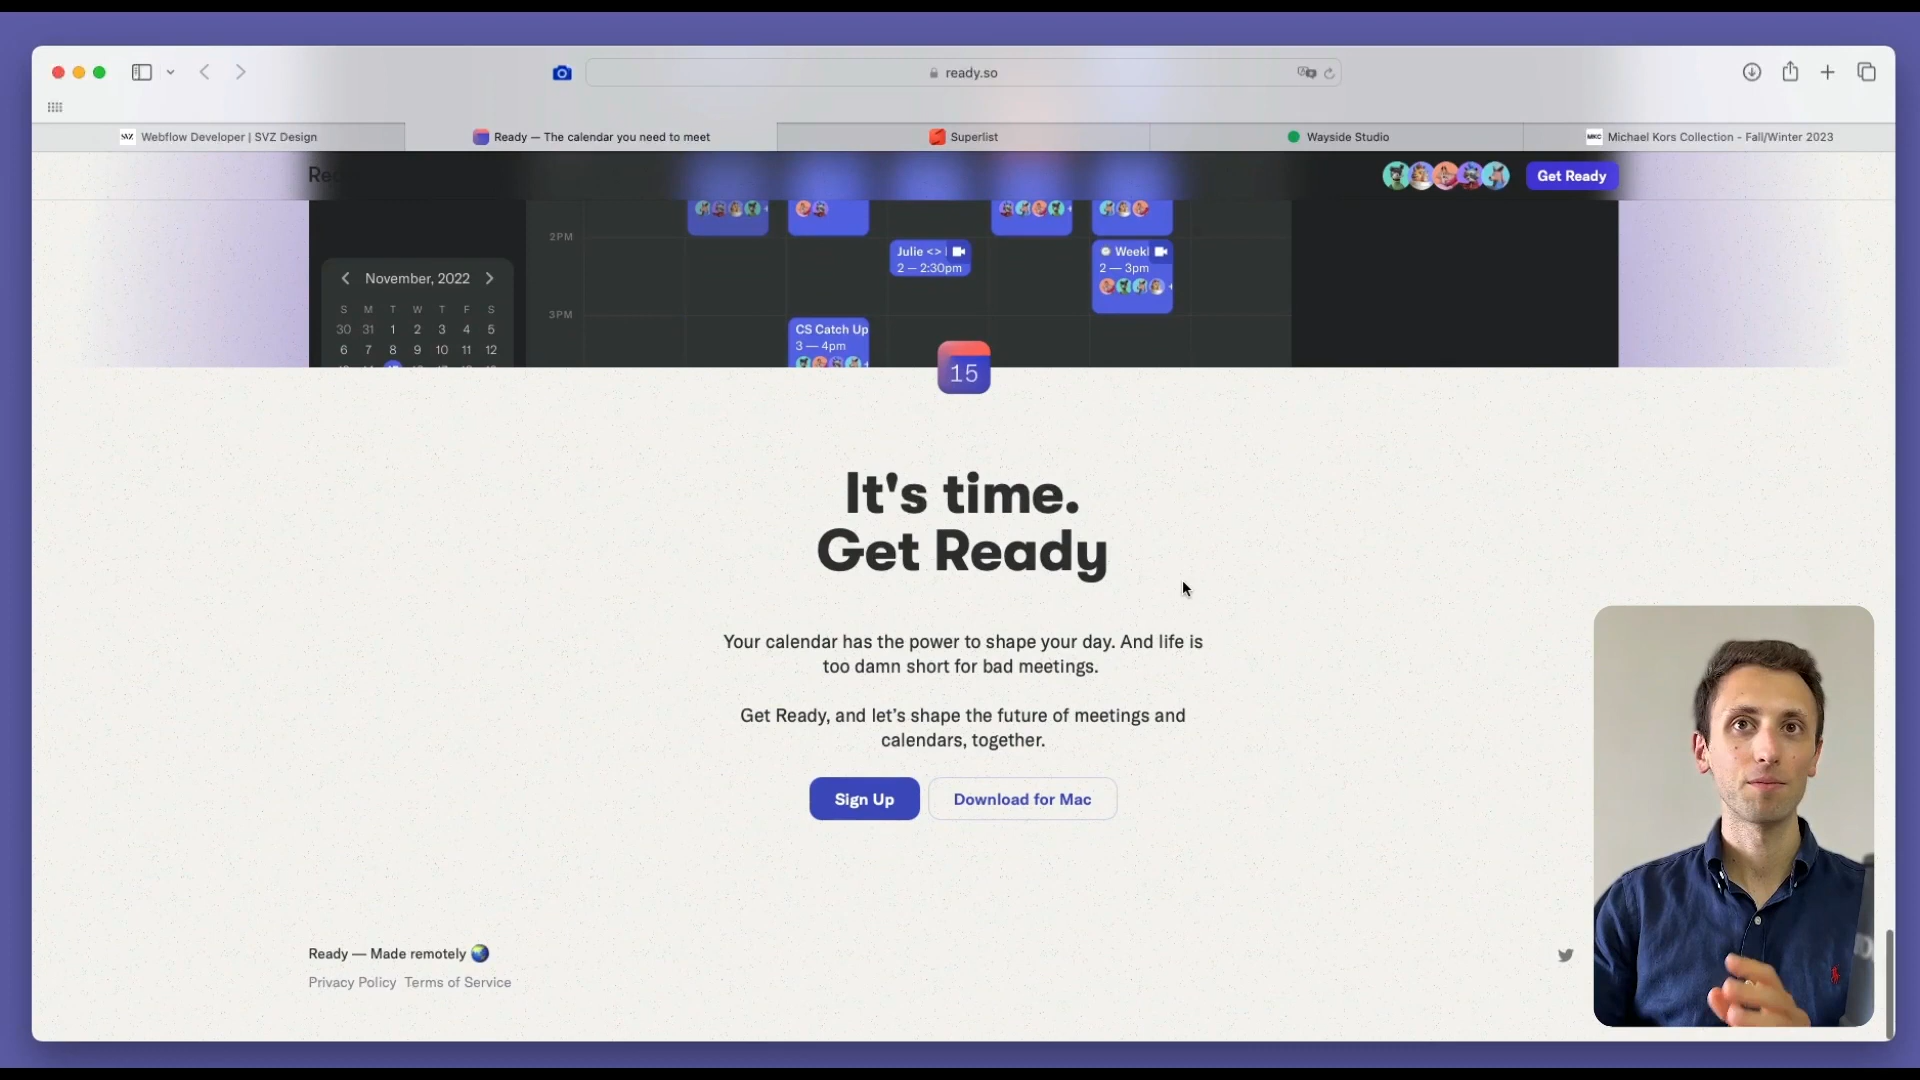 ready.so
SVZ Webflow Developer | SVZ Design
Ready — The calendar you need to meet
Superlist
Wayside Studio
MKC Michael Kors Collection - Fall/Winter 2023
Get Ready
2PM
Julie <>
2 — 2:30pm
Weekl
2 — 3pm
November, 2022
S M T W T F S
30 31 1 2 3 4 5
6 7 8 9 10 11 12
3PM
CS Catch Up
3 — 4pm
15
It's time.
Get Ready
Your calendar has the power to shape your day. And life is
too damn short for bad meetings.
Get Ready, and let's shape the future of meetings and
calendars, together.
Sign Up
Download for Mac
Ready — Made remotely
Privacy Policy Terms of Service